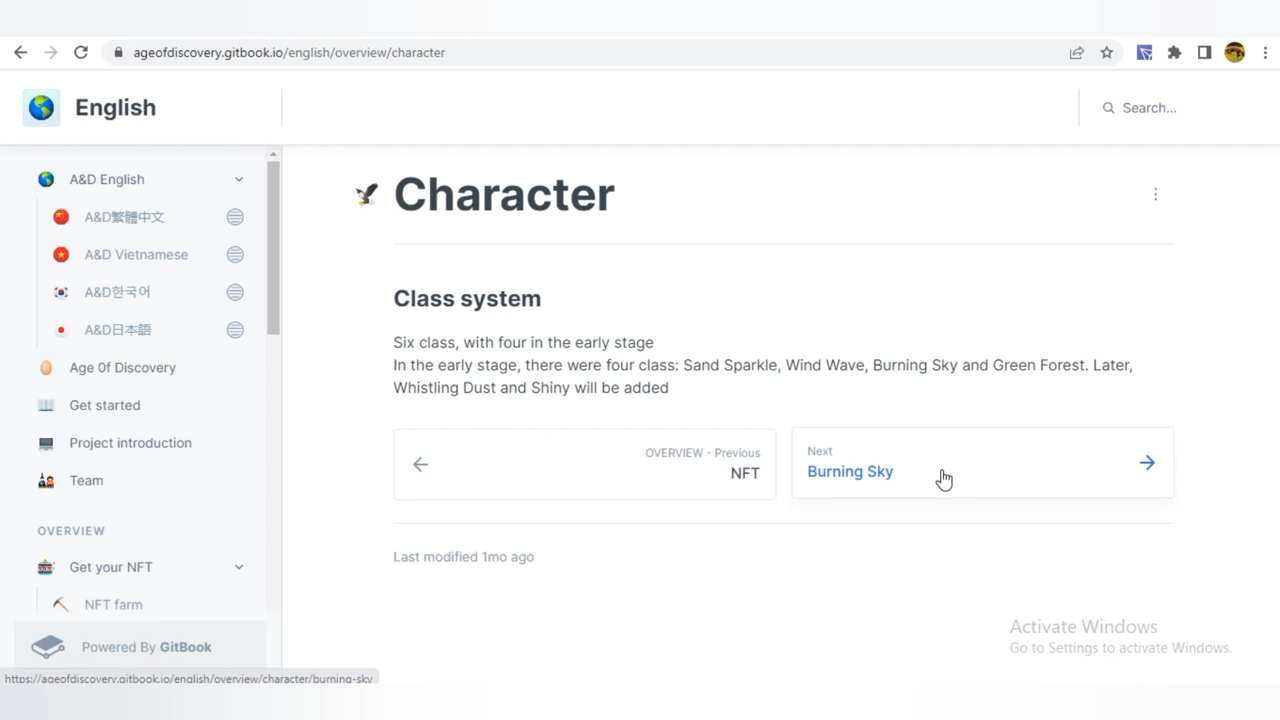 ageofdiscovery.gitbook.io/english/overview/character
English
Search...
A&D English
A&D繁體中文
A&D Vietnamese
A&D한국어
A&D日本語
Age 0f Discovery
Get started
Project introduction
Team
OVERVIEW
Get your NFT
NFT farm
Powered By GitBook
Character
Class system
Six class, with four in the early stage
In the early stage, there were four class: Sand Sparkle, Wind Wave, Burning Sky and Green Forest. Later,
Whistling Dust and Shiny will be added
OVERVIEW - Previous
NFT
Next
Burning Sky
Last modified 1mo ago
Activate Windows
Go to Settings to activate Windows.
https://ageofdiscovery.gitbook.io/english/overview/character/burning-sky